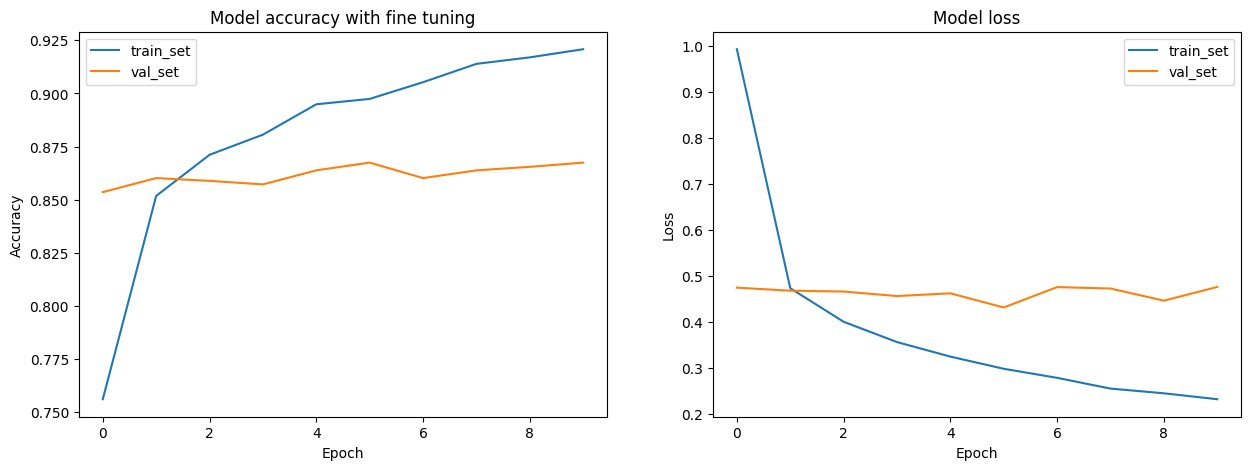 Model accuracy with fine tuning
train_set
val_set
0.925
0.900
0.875
0.850
0.825
0.800
0.775
0.750
Accuracy
0 2 4 6 8
Epoch
Model loss
train_set
val_set
1.0
0.9
0.8
0.7
0.6
0.5
0.4
0.3
0.2
Loss
0 2 4 6 8
Epoch